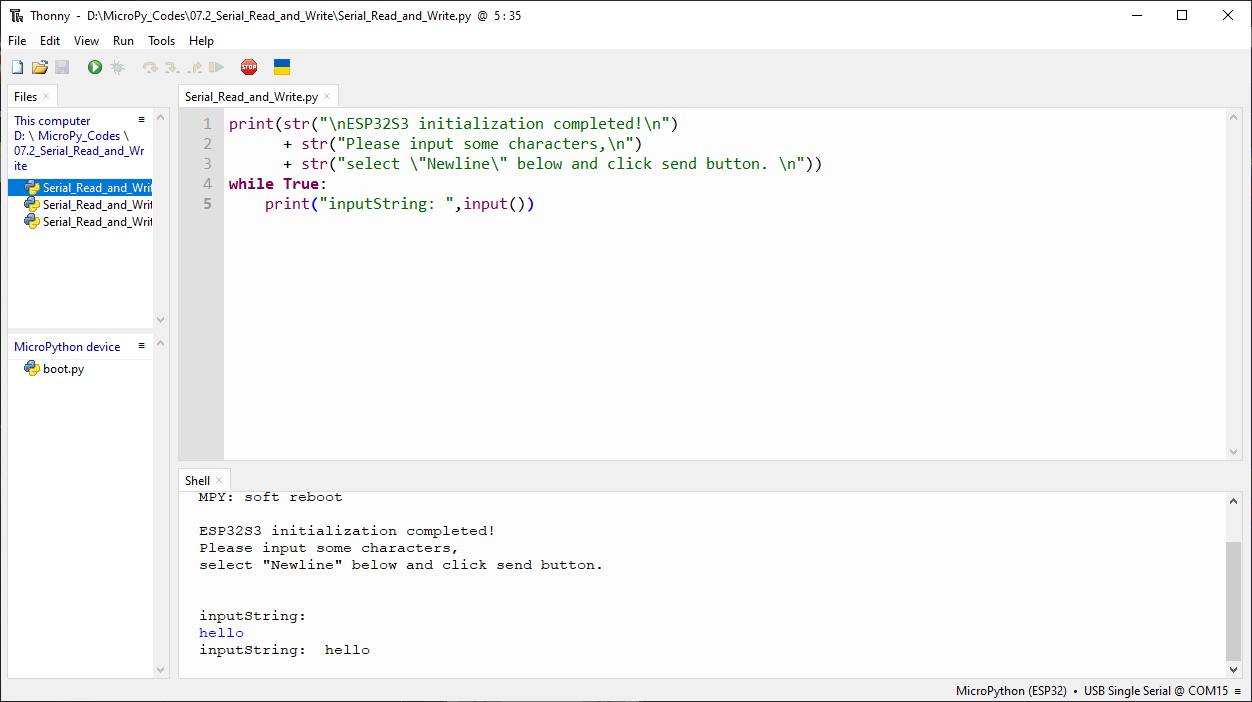 Thonny - D:\MicroPy_Codes\07.2_Serial_Read_and_Write\Serial_Read_and_Write.py @ 5:35
File Edit View Run Tools Help
STOP
Files
This computer
D: \ MicroPy_Codes \
07.2_Serial_Read_and_Wr
ite
Serial_Read_and_Writ
Serial_Read_and_Writ
Serial_Read_and_Writ
MicroPython device
boot.py
Serial_Read_and_Write.py
1 print(str("\nESP32S3 initialization completed!\n")
2 + str("Please input some characters,\n")
3 + str("select \"Newline\" below and click send button. \n"))
4 while True:
5 print("inputString: ",input())
Shell
MPY: soft reboot
ESP32S3 initialization completed!
Please input some characters,
select "Newline" below and click send button.
inputString:
hello
inputString:  hello
MicroPython (ESP32) • USB Single Serial @ COM15